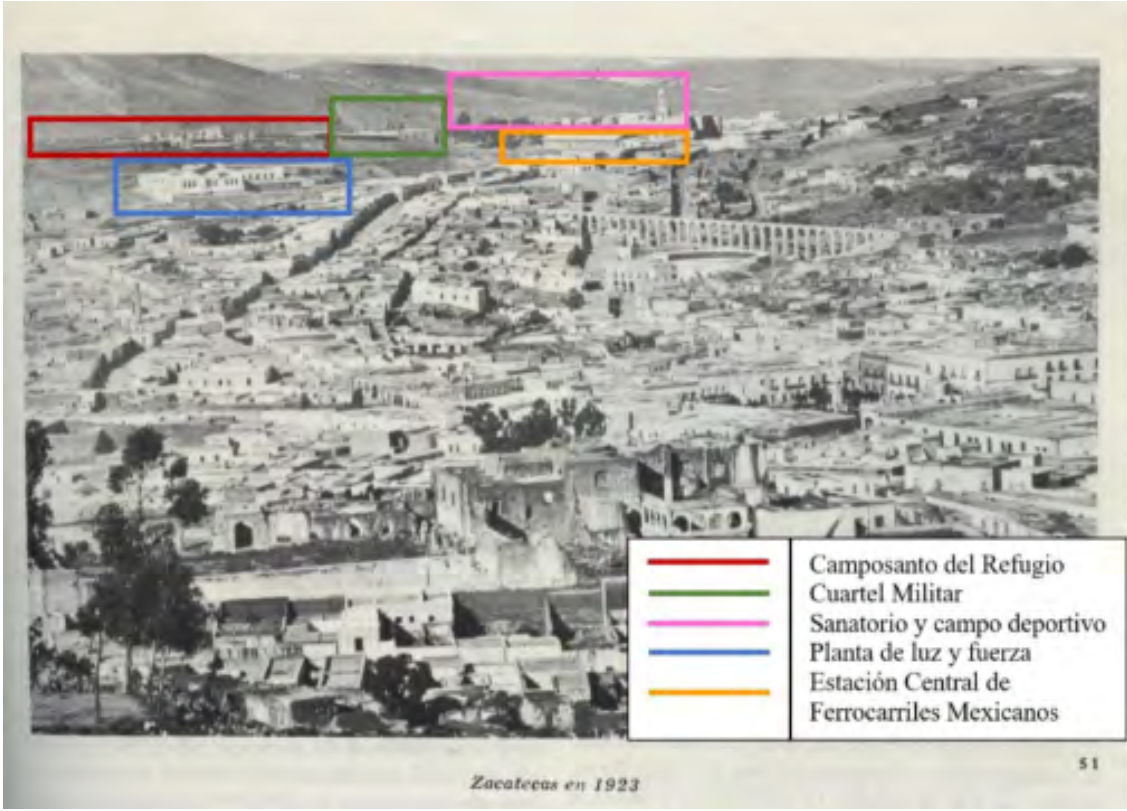 Camposanto del Refugio
Cuartel Militar
Sanatorio y campo deportivo
Planta de luz y fuerza
Estación Central de
Ferrocarriles Mexicanos
51
Zacatecas en 1923